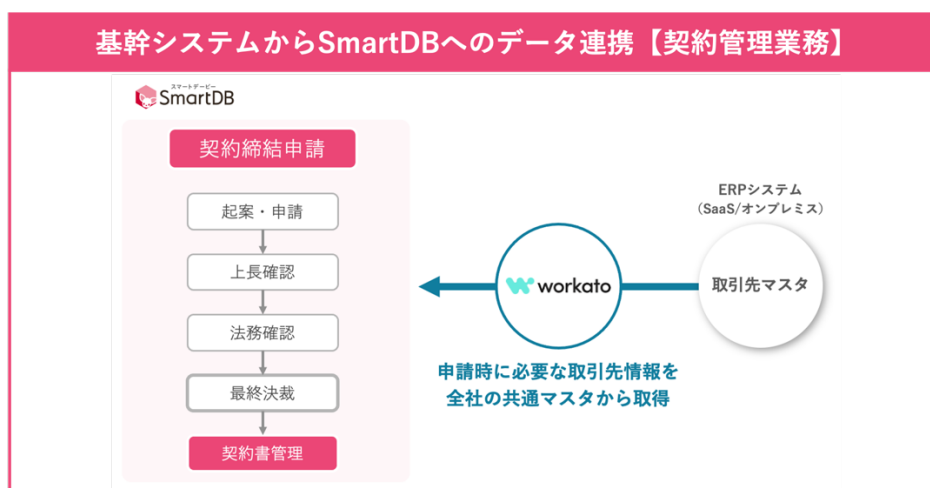 基幹システムからSmartDBへのデータ連携【契約管理業務】
スマートデービー
SmartDB
契約締結申請
起案・申請
上長確認
法務確認
最終決裁
契約書管理
workato
申請時に必要な取引先情報を
全社の共通マスタから取得
ERPシステム
（SaaS/オンプレミス）
取引先マスタ